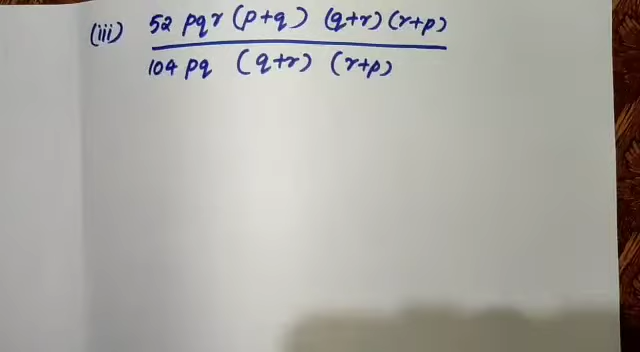 (iii) 52 pqr (p+q) (q+r) (r+p)
104 pq (q+r) (r+p)